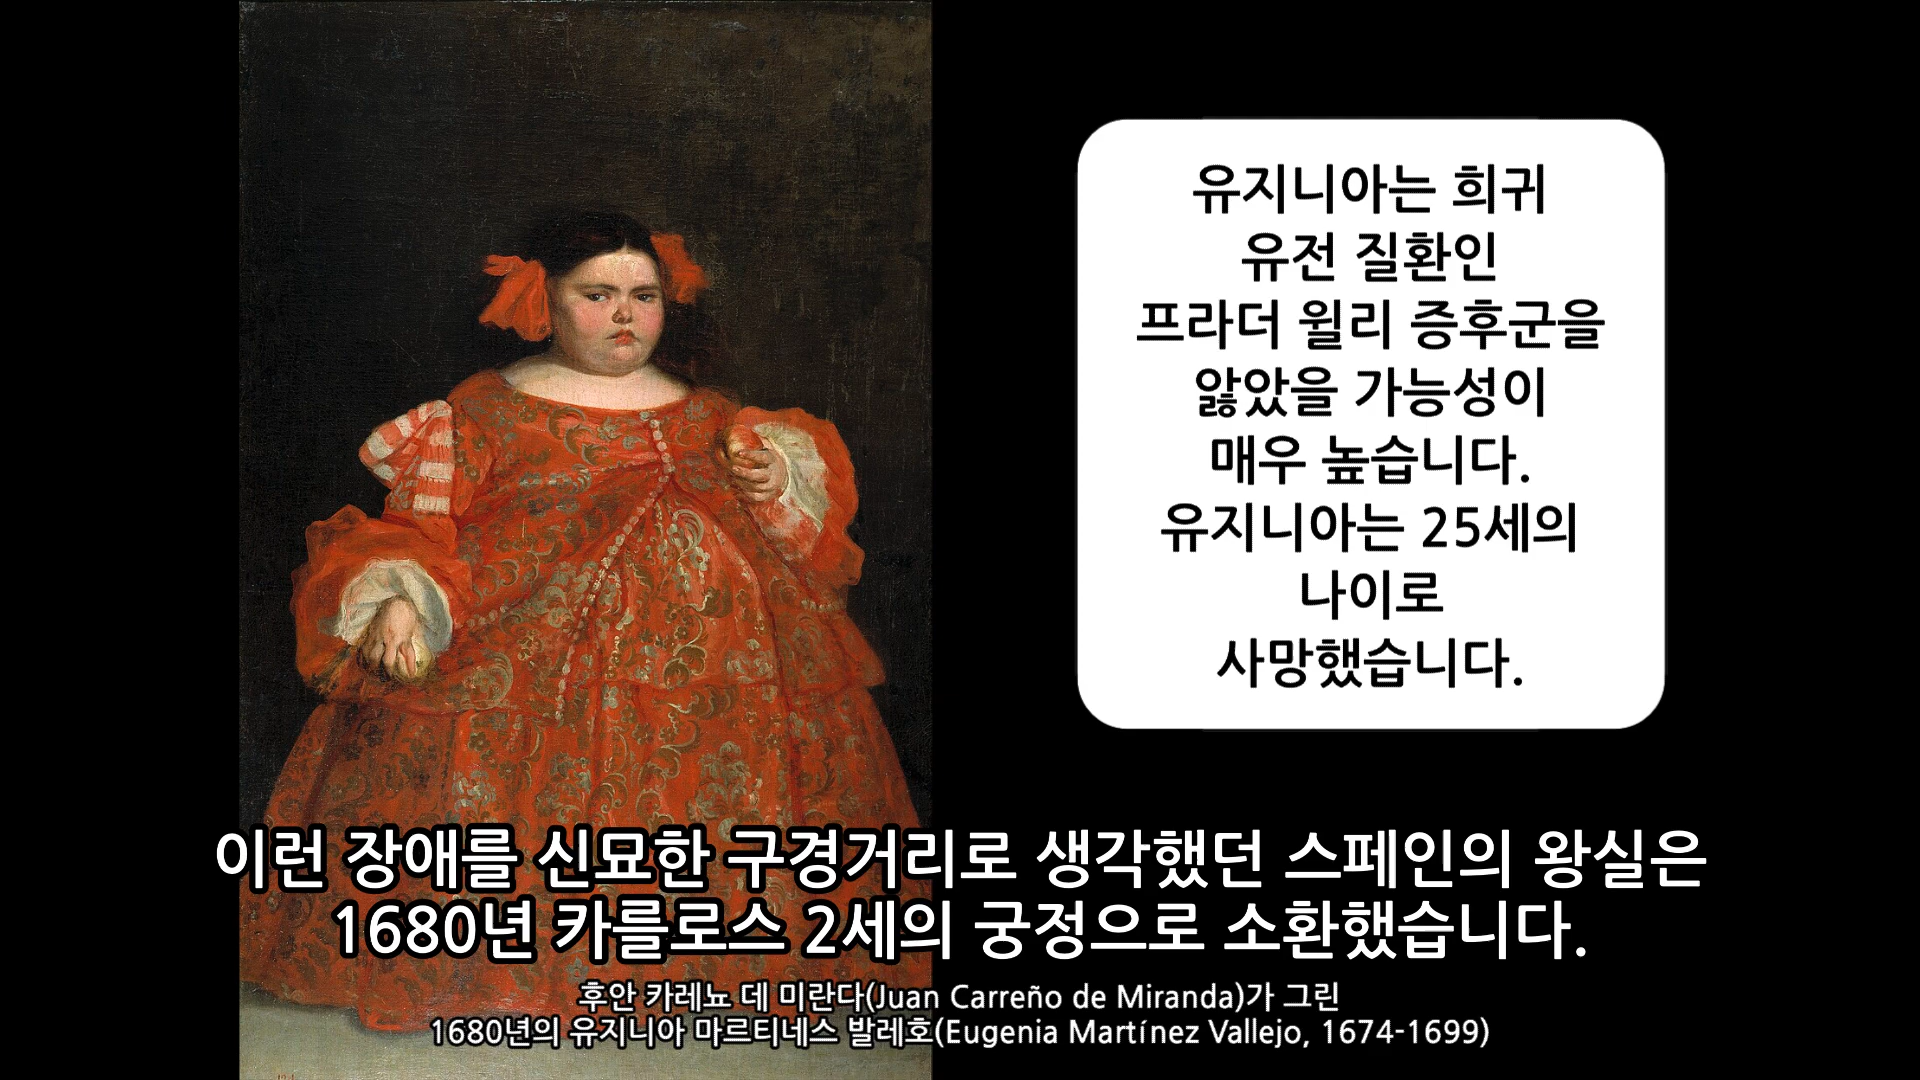 유지니아는 희귀
유전 질환인
프라더 윌리 증후군을
앓았을 가능성이
매우 높습니다.
유지니아는 25세의
나이로
사망했습니다.
이런 장애를 신묘한 구경거리로 생각했던 스페인의 왕실은
1680년 카를로스 2세의 궁정으로 소환했습니다.
후안 카레뇨 데 미란다(Juan Carreño de Miranda)가 그린
1680년의 유지니아 마르티네스 발레호(Eugenia Martínez Vallejo, 1674-1699)